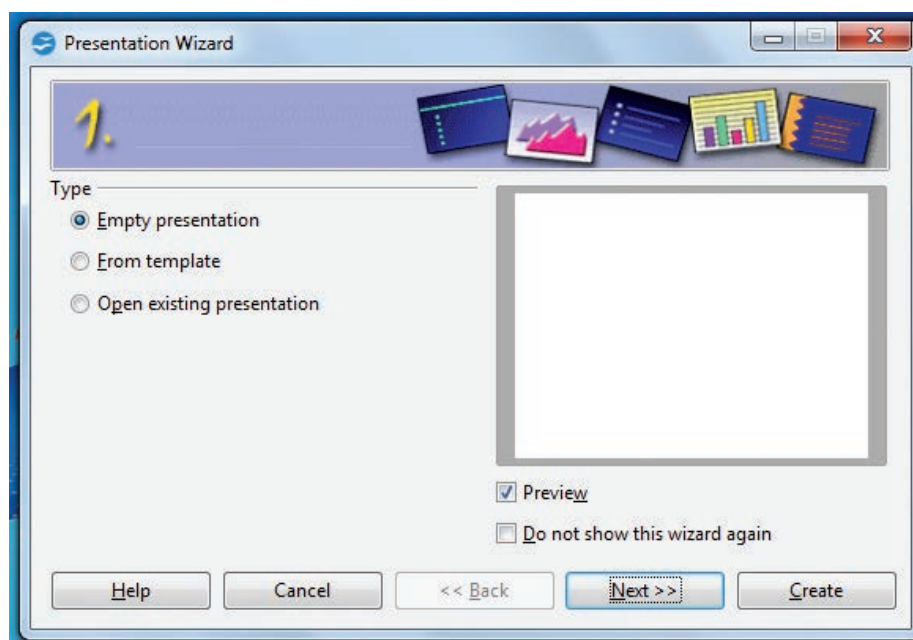 Presentation Wizard
1.
Type
Empty presentation
From template
Open existing presentation
Preview
Do not show this wizard again
Help
Cancel
<< Back
Next >>
Create